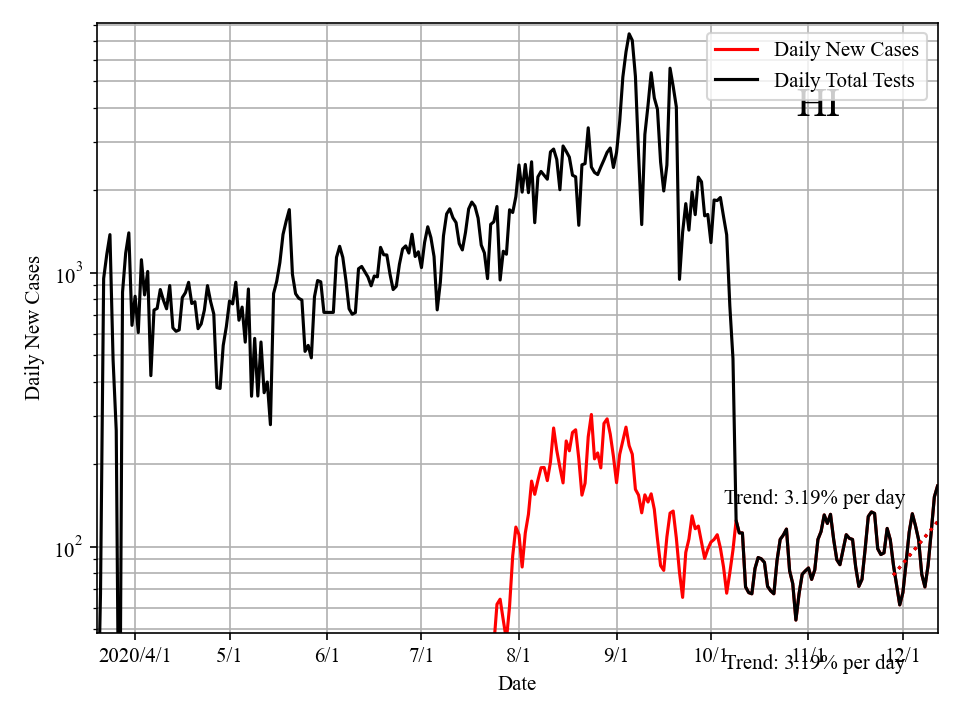 Daily New Cases
Daily Total Tests
HI
10³
Daily New Cases
Trend: 3.19% per day
10²
2020/4/1 5/1 6/1 7/1 8/1 9/1 10/1 11/1 12/1
Trend: 3.19% per day
Date